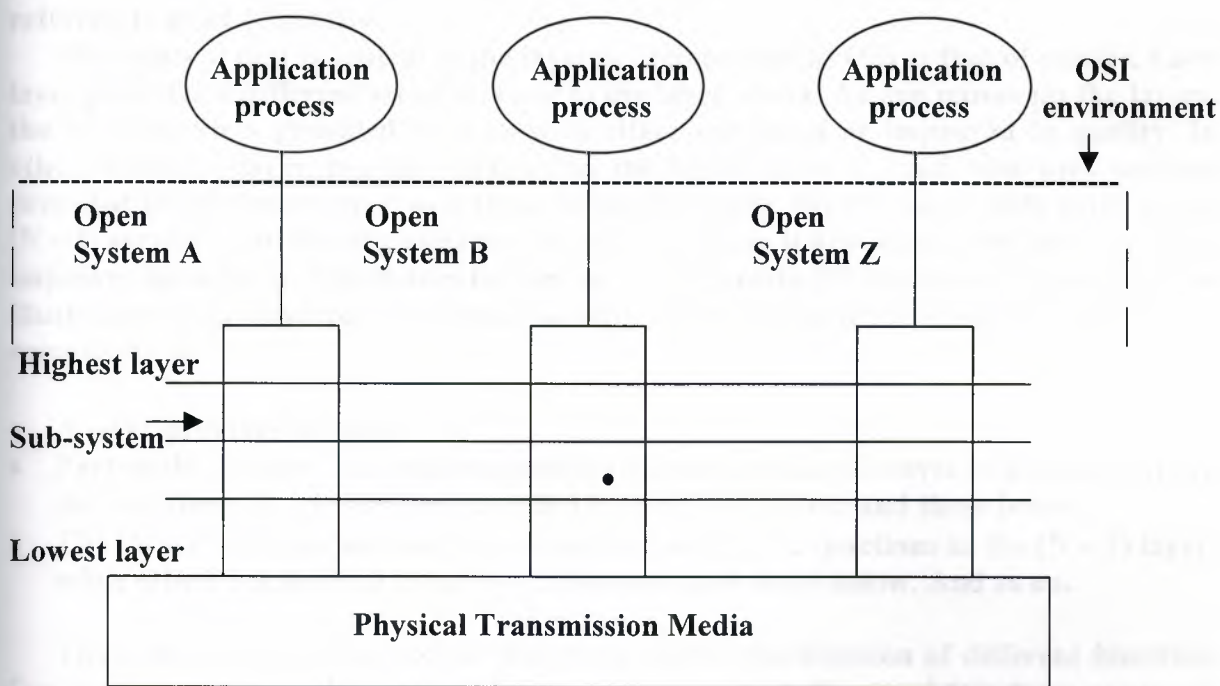 Application process
Application process
Application process
OSI environment
Open System A
Open System B
Open System Z
Highest layer
Sub-system
Lowest layer
Physical Transmission Media